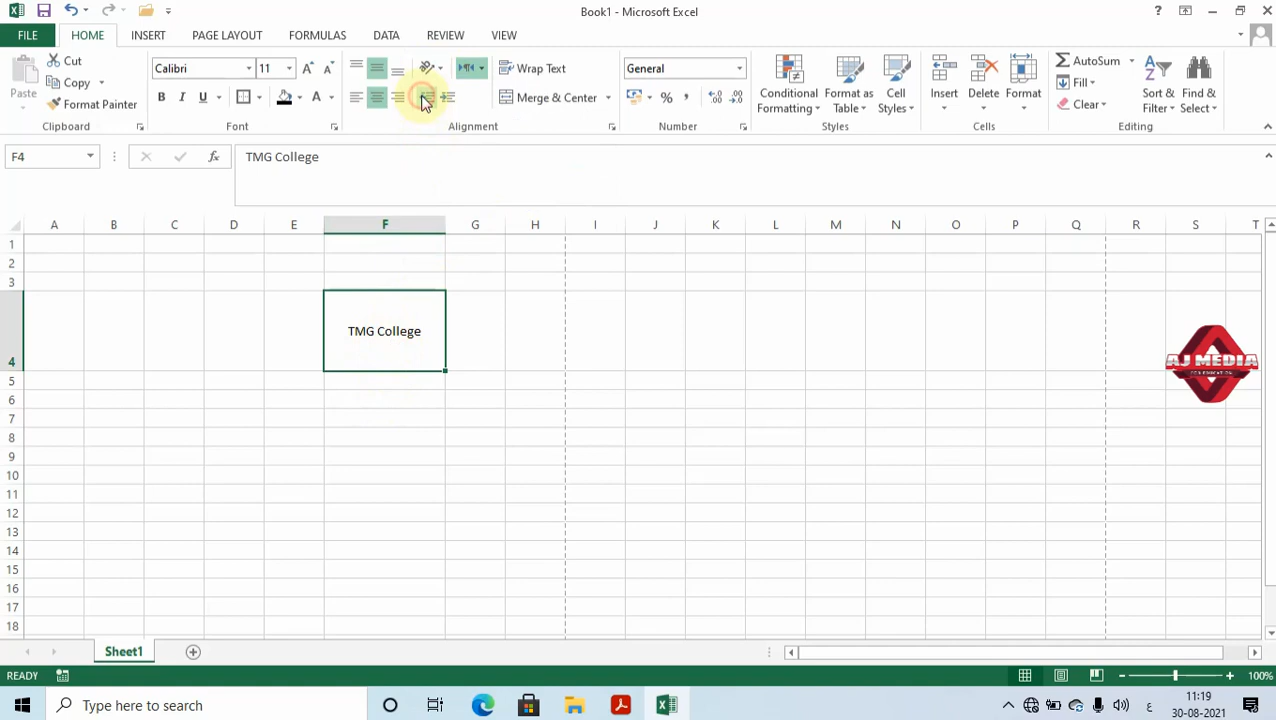 Book1 - Microsoft Excel
?
FILE HOME INSERT PAGE LAYOUT FORMULAS DATA REVIEW VIEW
Paste Cut Calibri 11 A A ab Wrap Text General AutoSum
Copy B I U A Merge & Center % , Conditional Formatting Format as Table Cell Styles Insert Delete Format Fill Sort & Filter Find & Select
Format Painter Clear
Clipboard Font Alignment Number Styles Cells Editing
F4 fx TMG College
A B C D E F G H I J K L M N O P Q R S T
1
2
3
TMG College
4
AJ MEDIA
FOR EDUCATION
5
6
7
8
9
10
11
12
13
14
15
16
17
18
Sheet1
READY 100%
Type here to search ع 11:19
30-08-2021